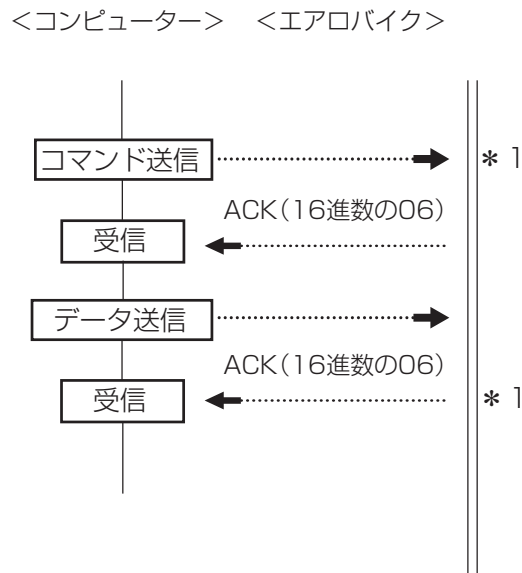 ＜コンピューター＞ ＜エアロバイク＞
コマンド送信
＊1
ACK（16進数の06）
受信
データ送信
ACK（16進数の06）
受信
＊1